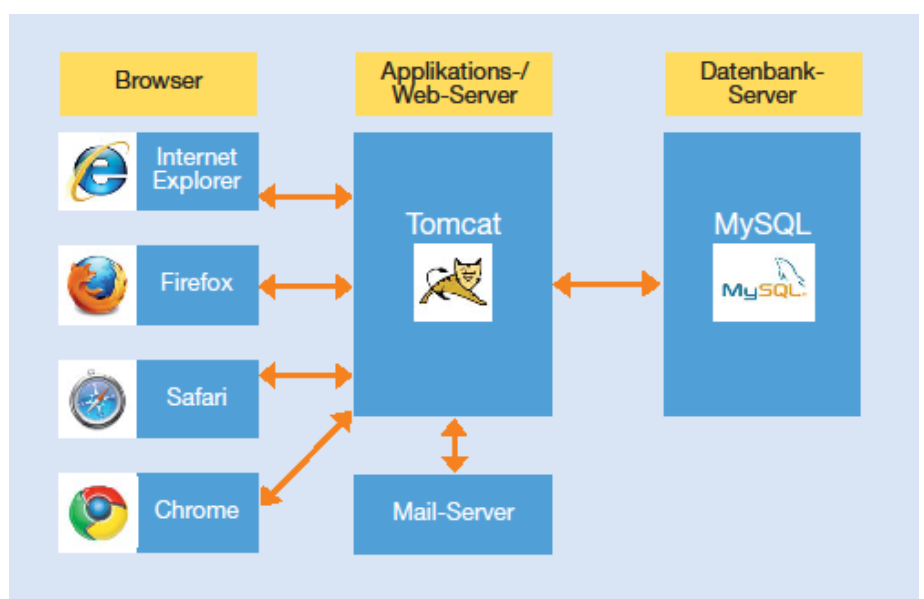 Browser
Applikations-/
Web-Server
Datenbank-
Server
Internet
Explorer
Firefox
Safari
Chrome
Tomcat
Mail-Server
MySQL
MySQL